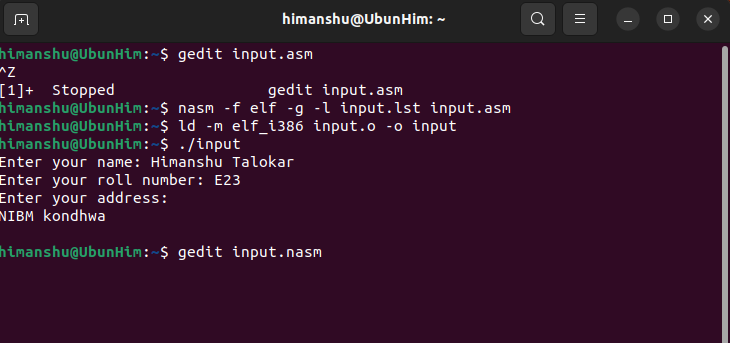 himanshu@UbunHim: ~
himanshu@UbunHim:~$ gedit input.asm
^Z
[1]+  Stopped                 gedit input.asm
himanshu@UbunHim:~$ nasm -f elf -g -l input.lst input.asm
himanshu@UbunHim:~$ ld -m elf_i386 input.o -o input
himanshu@UbunHim:~$ ./input
Enter your name: Himanshu Talokar
Enter your roll number: E23
Enter your address:
NIBM kondhwa
himanshu@UbunHim:~$ gedit input.nasm